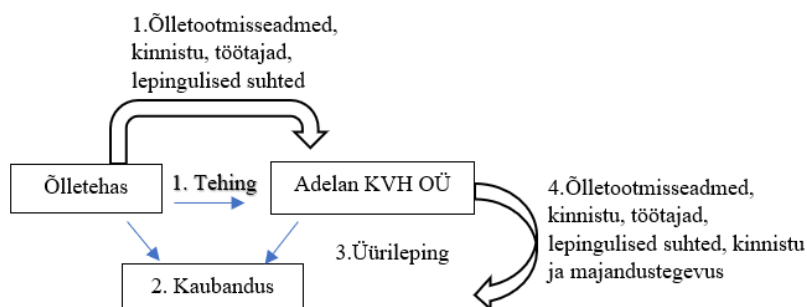 1.Õlletootmisseadmed,
kinnistu, töötajad,
lepingulised suhted
Õlletehas
1. Tehing
Adelan KVH OÜ
4.Õlletootmisseadmed,
kinnistu, töötajad,
lepingulised suhted, kinnistu
ja majandustegevus
3.Üürileping
2. Kaubandus